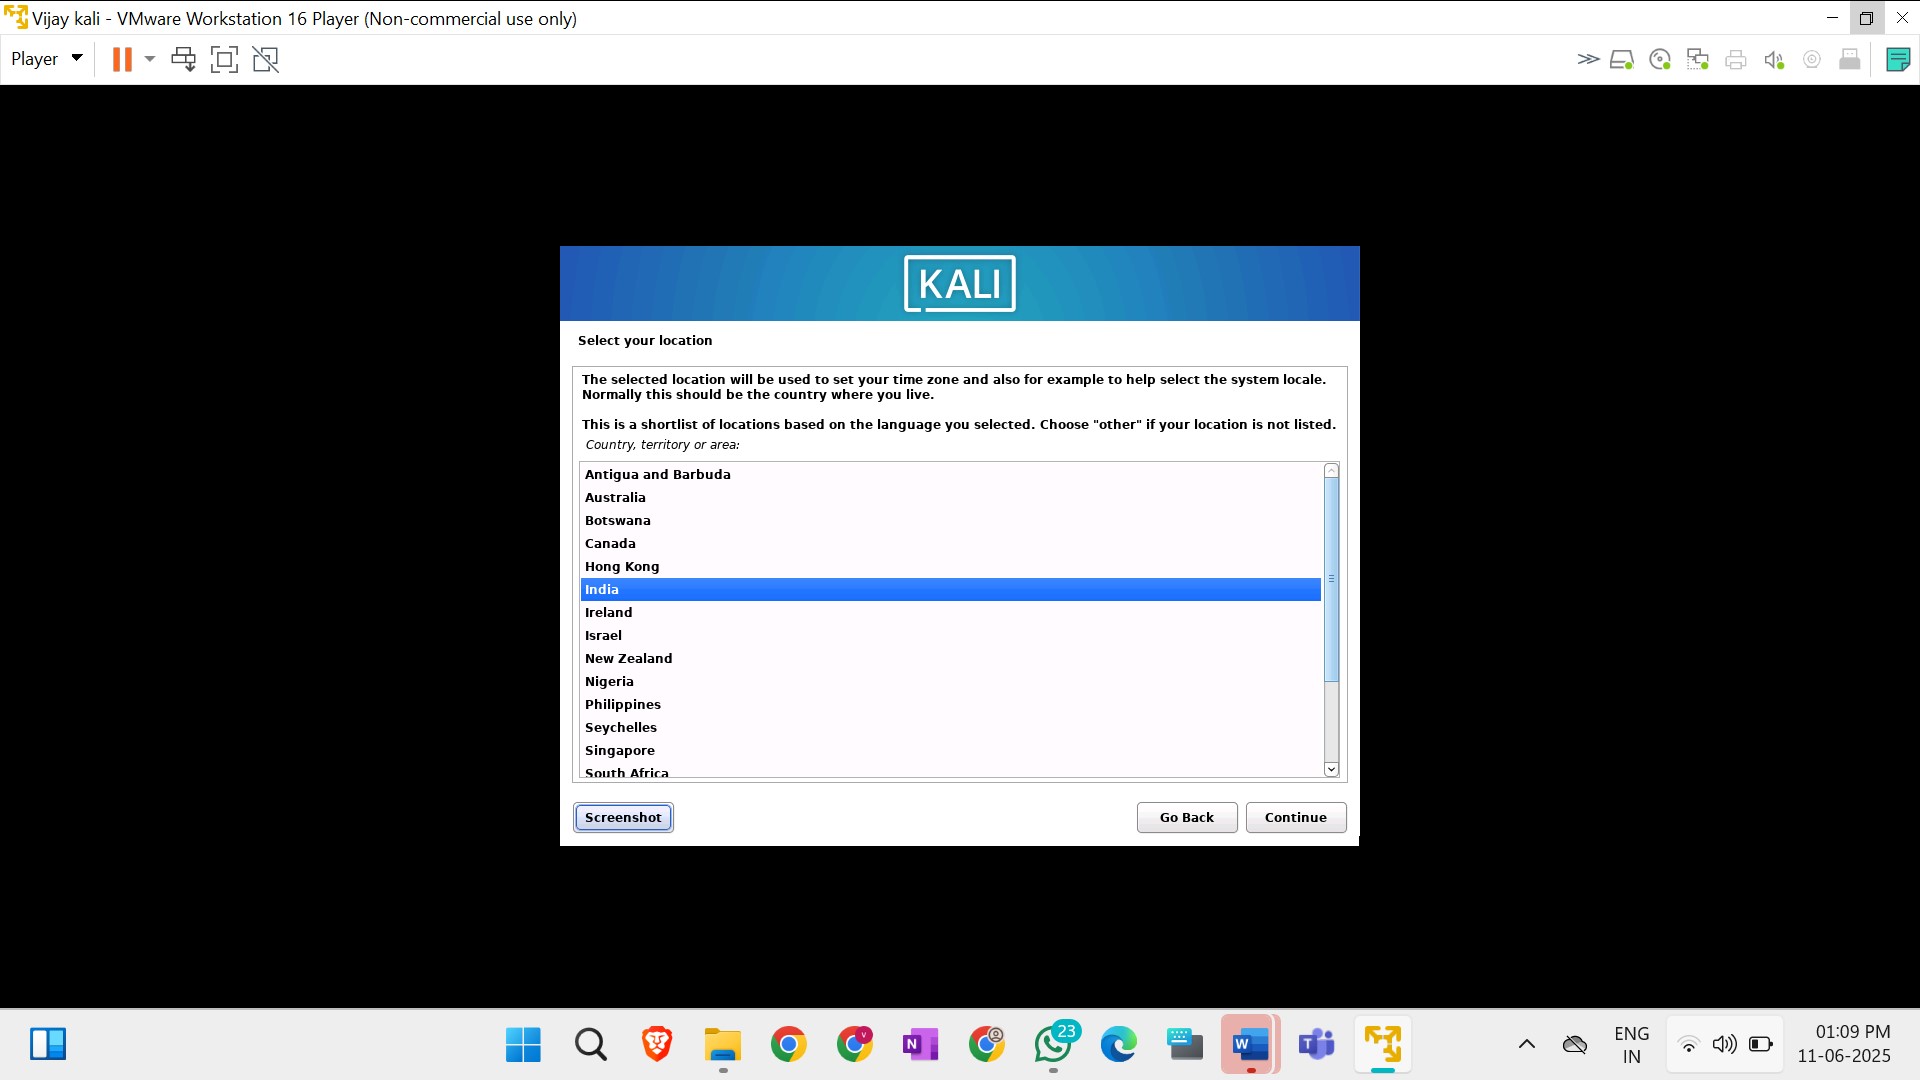 Vijay kali - VMware Workstation 16 Player (Non-commercial use only)
Player
KALI
Select your location
The selected location will be used to set your time zone and also for example to help select the system locale.
Normally this should be the country where you live.
This is a shortlist of locations based on the language you selected. Choose "other" if your location is not listed.
Country, territory or area:
Antigua and Barbuda
Australia
Botswana
Canada
Hong Kong
India
Ireland
Israel
New Zealand
Nigeria
Philippines
Seychelles
Singapore
South Africa
Screenshot
Go Back
Continue
N
V
23
W
T
ENG
IN
01:09 PM
11-06-2025